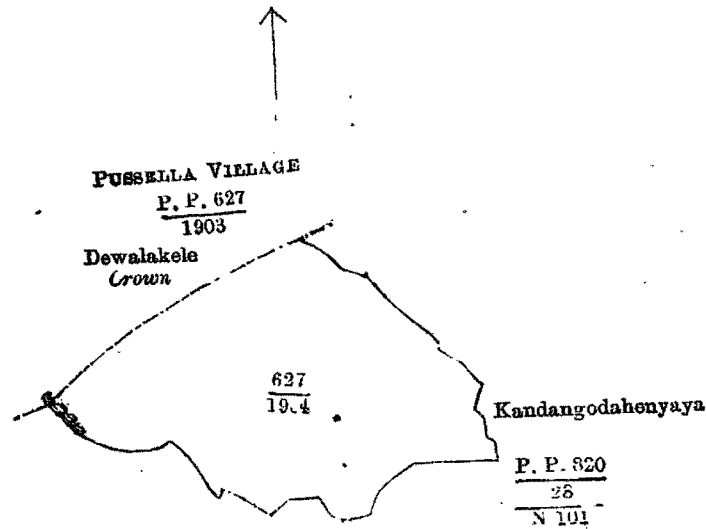 PUSSELLA VILLAGE
P. P. 627
1903
Dewalakele
Crown
627
Kandangodahenyaya
P. P. 820
28
N 101